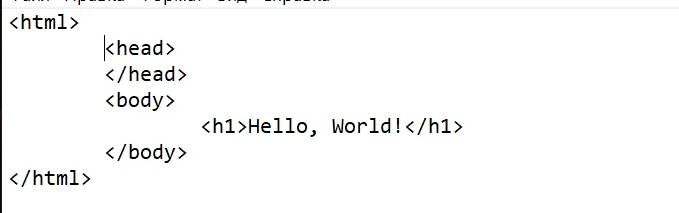 <html>
<head>
</head>
<body>
<h1>Hello, World!</h1>
</body>
</html>